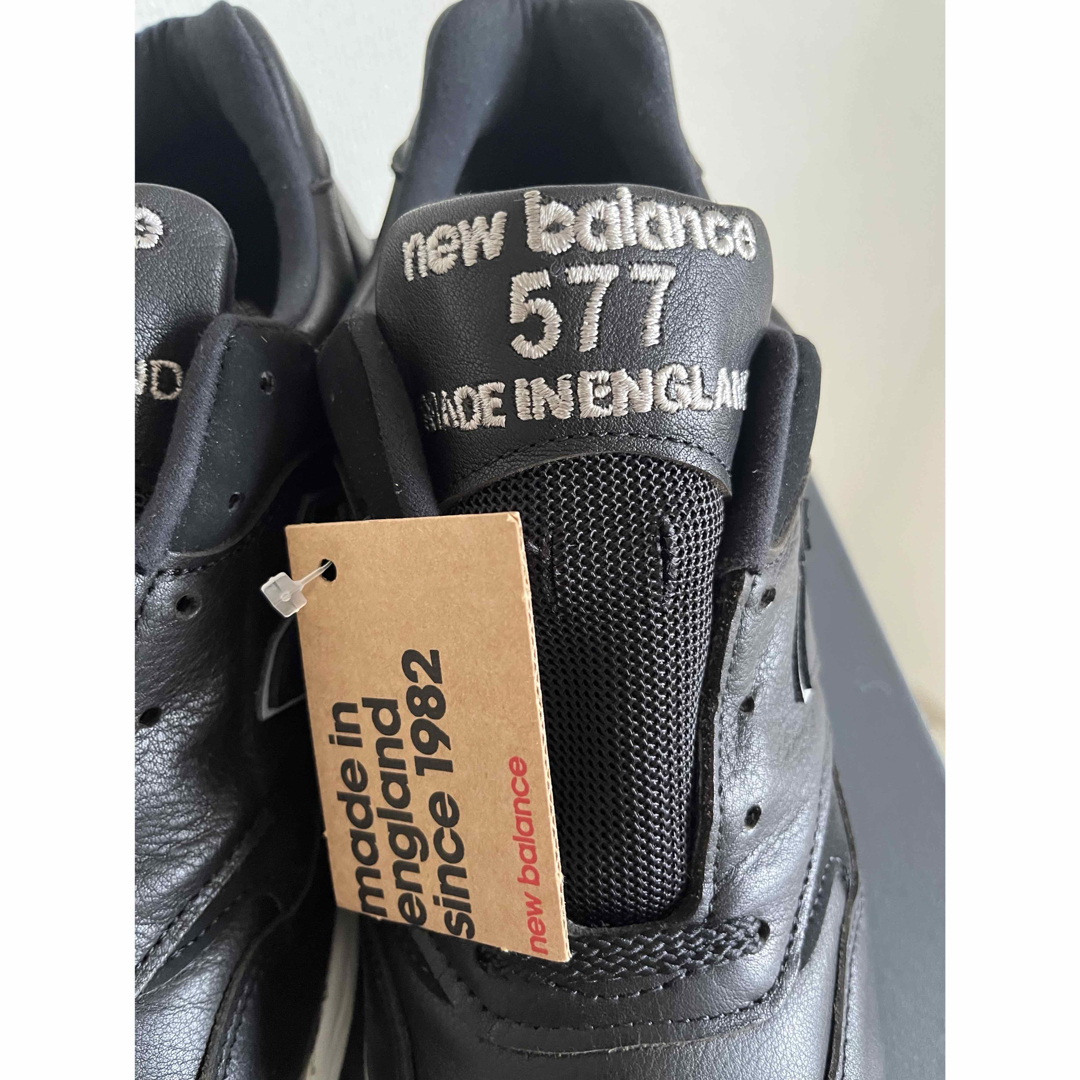 new balance
577
MADE IN ENGLAND
made in
england
since 1982
new balance